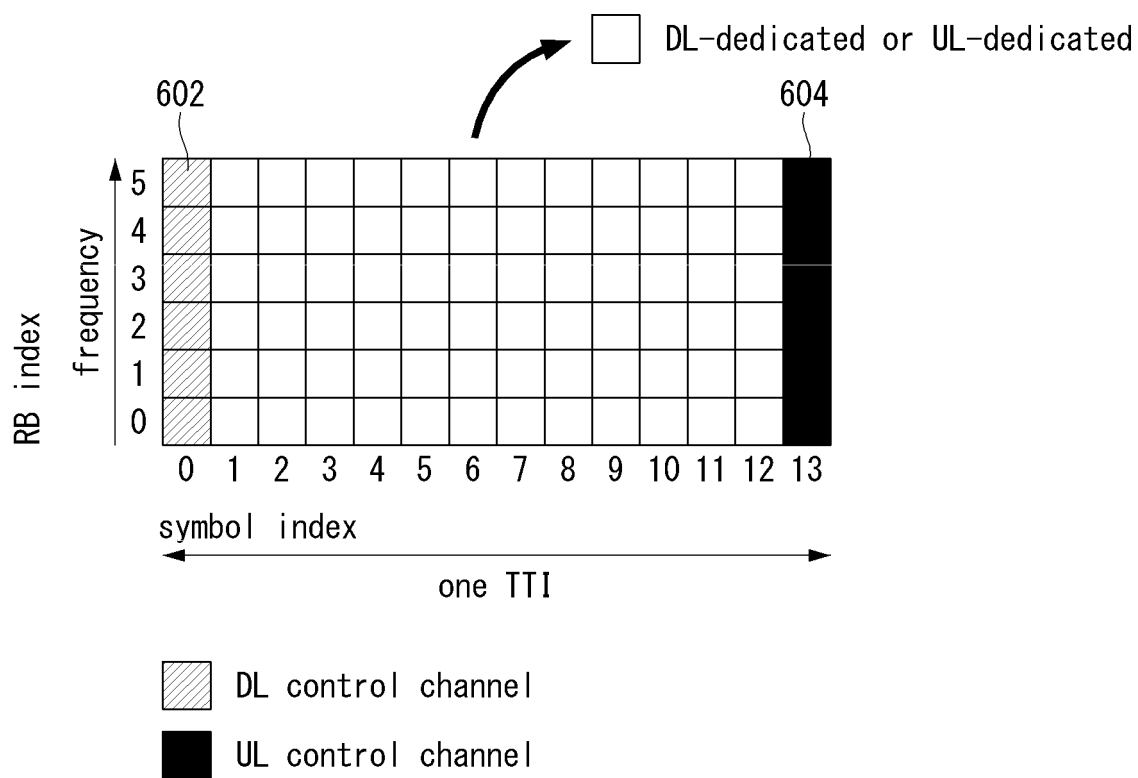 DL-dedicated or UL-dedicated
602
604
5
4
3
2
1
0
frequency
RB index
0 1 2 3 4 5 6 7 8 9 10 11 12 13
symbol index
one TTI
DL control channel
UL control channel